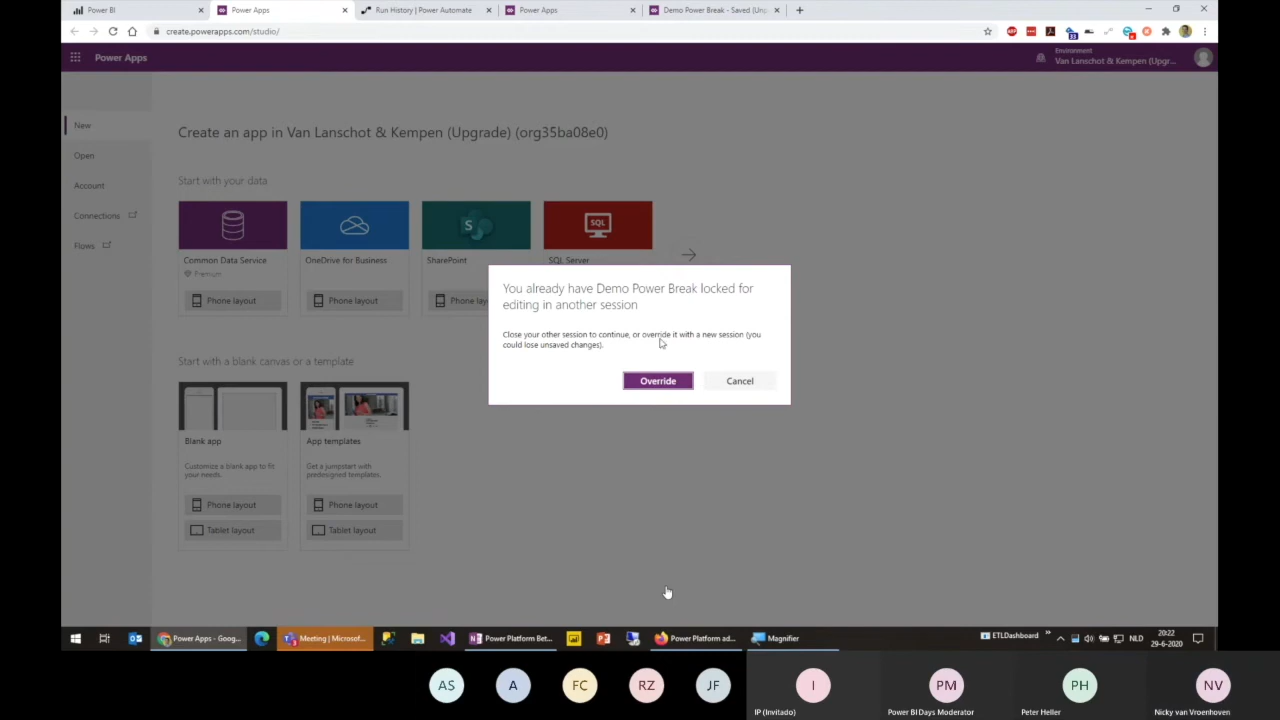 Power BI
Power Apps
Run History | Power Automate
Power Apps
Demo Power Break - Saved (Un
create.powerapps.com/studio/
Power Apps
Environment
Van Lanschot & Kempen (Upgr...
New
Open
Account
Connections
Flows
Create an app in Van Lanschot & Kempen (Upgrade) (org35ba08e0)
Start with your data
SQL
Common Data Service
Premium
OneDrive for Business
SharePoint
SQL Server
Phone layout
Phone layout
Phone lay
You already have Demo Power Break locked for
editing in another session
Close your other session to continue, or override it with a new session (you
could lose unsaved changes).
Override
Cancel
Start with a blank canvas or a template
Blank app
App templates
Customize a blank app to fit
your needs.
Get a jumpstart with
predesigned templates.
Phone layout
Phone layout
Tablet layout
Tablet layout
Power Apps - Goog...
Meeting | Microsof...
Power Platform Bet...
Power Platform ad...
Magnifier
ETLDashboard
NLD
20:22
29-6-2020
AS
A
FC
RZ
JF
I
PM
PH
NV
IP (Invitado)
Power BI Days Moderator
Peter Heller
Nicky van Vroenhoven